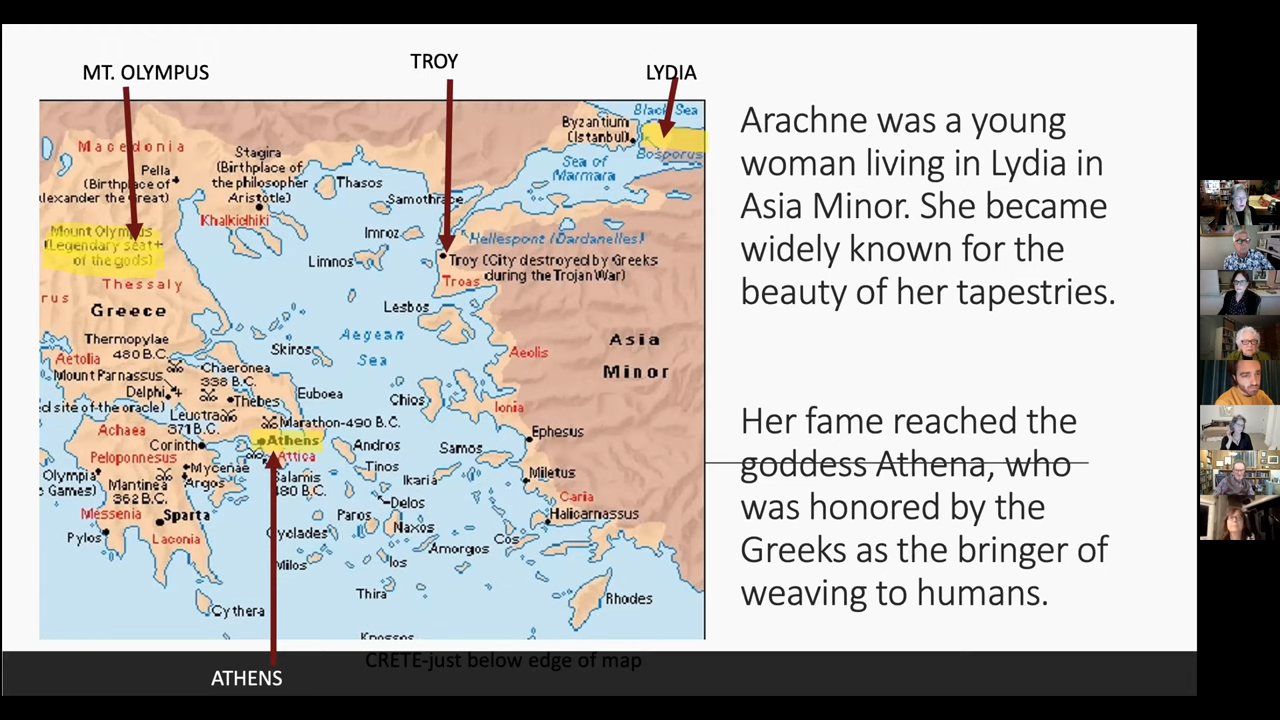 MT. OLYMPUS
TROY
LYDIA
Black Sea
Byzantium
(Istanbul)
Bosporus
Sea of
Marmara
Macedonia
Pella
(Birthplace of
lexander the Great)
Stagira
(Birthplace of
the philosopher
Aristotle)
Thasos
Samothrace
Khalkidhiki
Imroz
Hellespont (Dardanelles)
Mount Olympus
(Legendary seat
of the gods)
Limnos
Troy (City destroyed by Greeks
during the Trojan War)
Troas
Thessaly
rus
Greece
Lesbos
Aegean
Sea
Asia
Minor
Thermopylae
480 B.C.
Skiros
Aeolis
Aetolia
Mount Parnassus
Chaeronea
338 B.C.
Delphi
Thebes
Euboea
Chios
Ionia
d site of the oracle)
Leuctra
371 B.C.
Marathon-490 B.C.
Achaea
Corinth
Athens
Attica
Andros
Samos
Ephesus
Peloponnesus
Mycenae
Argos
Tinos
Ikaria
Miletus
Olympia
Games)
Mantinea
362 B.C.
Salamis
480 B.C.
Delos
Caria
Halicarnassus
Messenia
Sparta
Paros
Naxos
Cyclades
Cos
Pylos
Laconia
Amorgos
Milos
Ios
Thira
Rhodes
Cythera
Knossos
CRETE-just below edge of map
ATHENS
Arachne was a young
woman living in Lydia in
Asia Minor. She became
widely known for the
beauty of her tapestries.
Her fame reached the
goddess Athena, who
was honored by the
Greeks as the bringer of
weaving to humans.